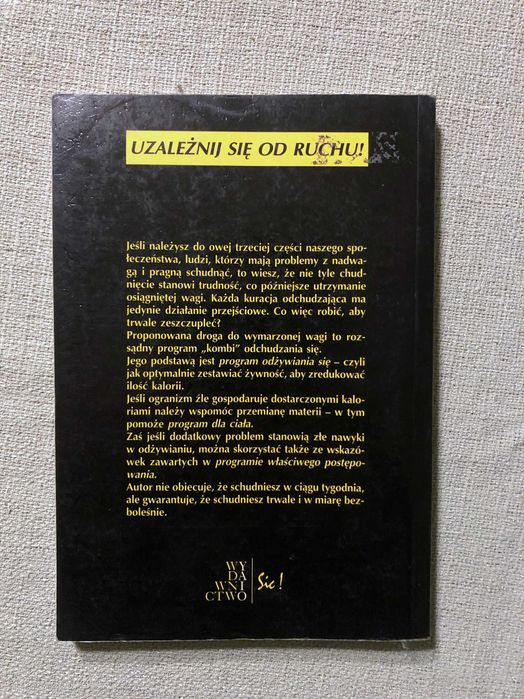 UZALEŻNIJ SIĘ OD RUCHU!
Jeśli należysz do owej trzeciej części naszego spo-
łeczeństwa, ludzi, którzy mają problemy z nadwa-
gą i pragną schudnąć, to wiesz, że nie tyle chud-
nięcie stanowi trudność, co późniejsze utrzymanie
osiągniętej wagi. Każda kuracja odchudzająca ma
jedynie działanie przejściowe. Co więc robić, aby
trwale zeszczupleć?
Proponowana droga do wymarzonej wagi to roz-
sądny program „kombi” odchudzania się.
Jego podstawą jest program odżywiania się – czyli
jak optymalnie zestawiać żywność, aby zredukować
ilość kalorii.
Jeśli ogranizm źle gospodaruje dostarczonymi kalo-
riami należy wspomóc przemianę materii – w tym
pomoże program dla ciała.
Zaś jeśli dodatkowy problem stanowią złe nawyki
w odżywianiu, można skorzystać także ze wskazó-
wek zawartych w programie właściwego postępo-
wania.
Autor nie obiecuje, że schudniesz w ciągu tygodnia,
ale gwarantuje, że schudniesz trwale i w miarę bez-
boleśnie.
WY
DA
WNI
CTWO
Sic!